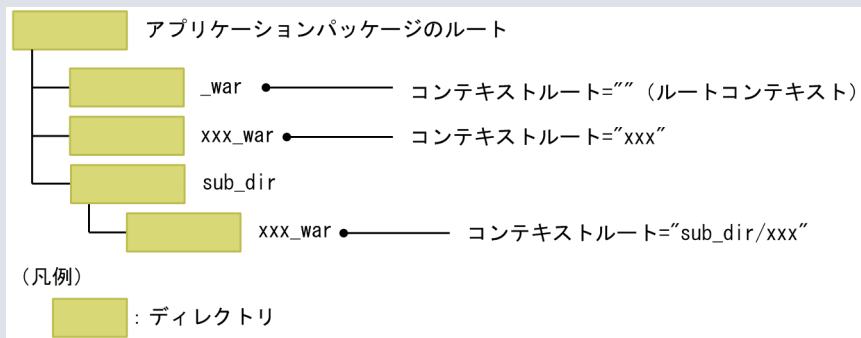 アプリケーションパッケージのルート
_war コンテキストルート="" (ルートコンテキスト)
xxx_war コンテキストルート="xxx"
sub_dir
xxx_war コンテキストルート="sub_dir/xxx"
(凡例)
: ディレクトリ